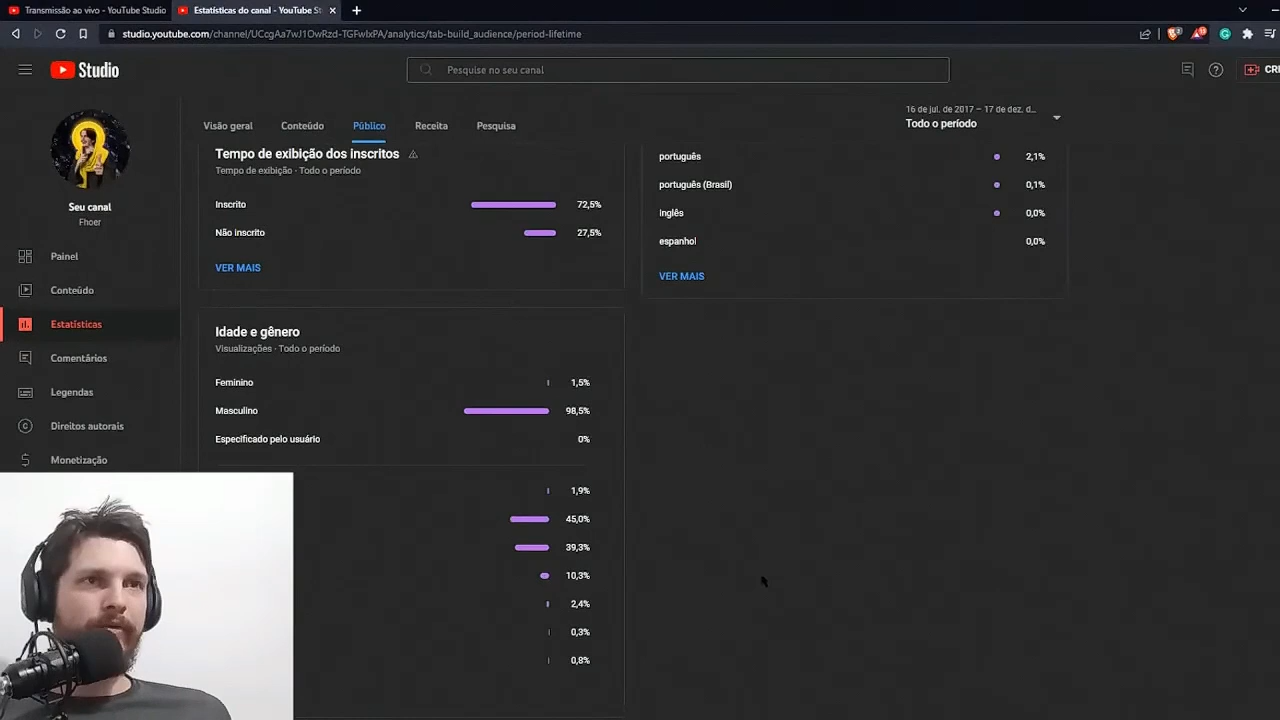 Transmissão ao vivo - YouTube Studio
Estatísticas do canal - YouTube St
studio.youtube.com/channel/UCcgAa7wJ1OwRzd-TGFwIxPA/analytics/tab-build_audience/period-lifetime
Studio
Pesquise no seu canal
CRI
Seu canal
Fhoer
Painel
Conteúdo
Estatísticas
Comentários
Legendas
Direitos autorais
Monetização
Visão geral
Conteúdo
Público
Receita
Pesquisa
16 de jul. de 2017 – 17 de dez. d...
Todo o período
Tempo de exibição dos inscritos
Tempo de exibição · Todo o período
Inscrito 72,5%
Não inscrito 27,5%
VER MAIS
português 2,1%
português (Brasil) 0,1%
inglês 0,0%
espanhol 0,0%
VER MAIS
Idade e gênero
Visualizações · Todo o período
Feminino 1,5%
Masculino 98,5%
Especificado pelo usuário 0%
1,9%
45,0%
39,3%
10,3%
2,4%
0,3%
0,8%